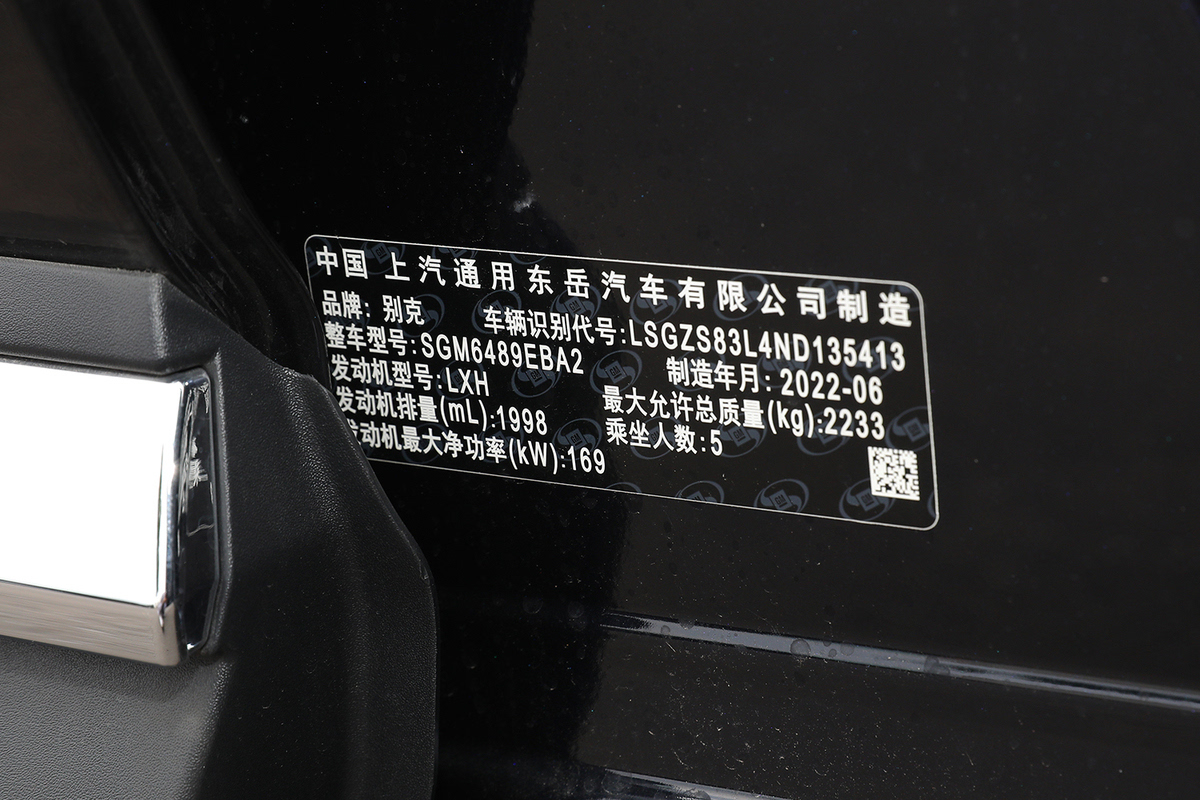 中国 上汽通用东岳汽车有限公司制造
品牌: 别克 车辆识别代号:LSGZS83L4ND135413
整车型号:SGM6489EBA2 制造年月: 2022-06
发动机型号:LXH 最大允许总质量(kg):2233
发动机排量(mL):1998 乘坐人数:5
发动机最大净功率(kW):169